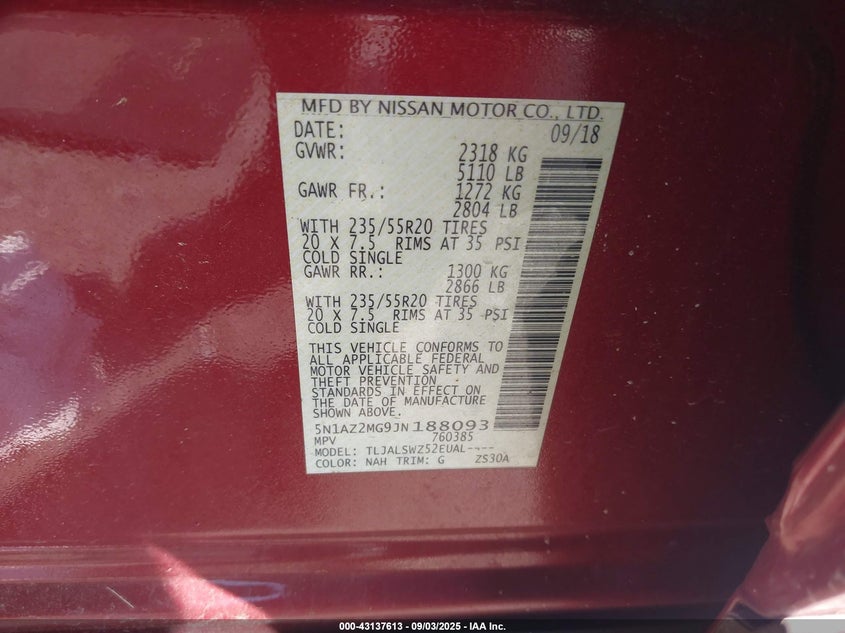 MFD BY NISSAN MOTOR CO., LTD.
DATE: 09/18
GVWR: 2318 KG
5110 LB
GAWR FR.: 1272 KG
2804 LB
WITH 235/55R20 TIRES
20 X 7.5 RIMS AT 35 PSI
COLD SINGLE
GAWR RR.: 1300 KG
2866 LB
WITH 235/55R20 TIRES
20 X 7.5 RIMS AT 35 PSI
COLD SINGLE
THIS VEHICLE CONFORMS TO
ALL APPLICABLE FEDERAL
MOTOR VEHICLE SAFETY AND
THEFT PREVENTION
STANDARDS IN EFFECT ON
THE DATE OF MANUFACTURE
SHOWN ABOVE.
5N1AZ2MG9JN188093
MPV 760385
MODEL: TLJALSWZ52EUAL----
COLOR: NAH TRIM: G ZS30A
000-43137613 - 09/03/2025 - IAA Inc.